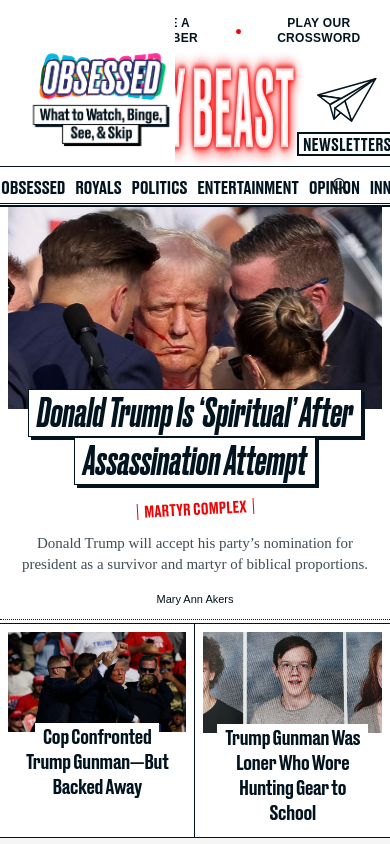 E A
BER
PLAY OUR
CROSSWORD
OBSESSED
What to Watch, Binge,
See, & Skip
Y BEAST
NEWSLETTERS
OBSESSED ROYALS POLITICS ENTERTAINMENT OPINION INN
Donald Trump Is ‘Spiritual’ After
Assassination Attempt
MARTYR COMPLEX
Donald Trump will accept his party’s nomination for
president as a survivor and martyr of biblical proportions.
Mary Ann Akers
Cop Confronted
Trump Gunman—But
Backed Away
Trump Gunman Was
Loner Who Wore
Hunting Gear to
School